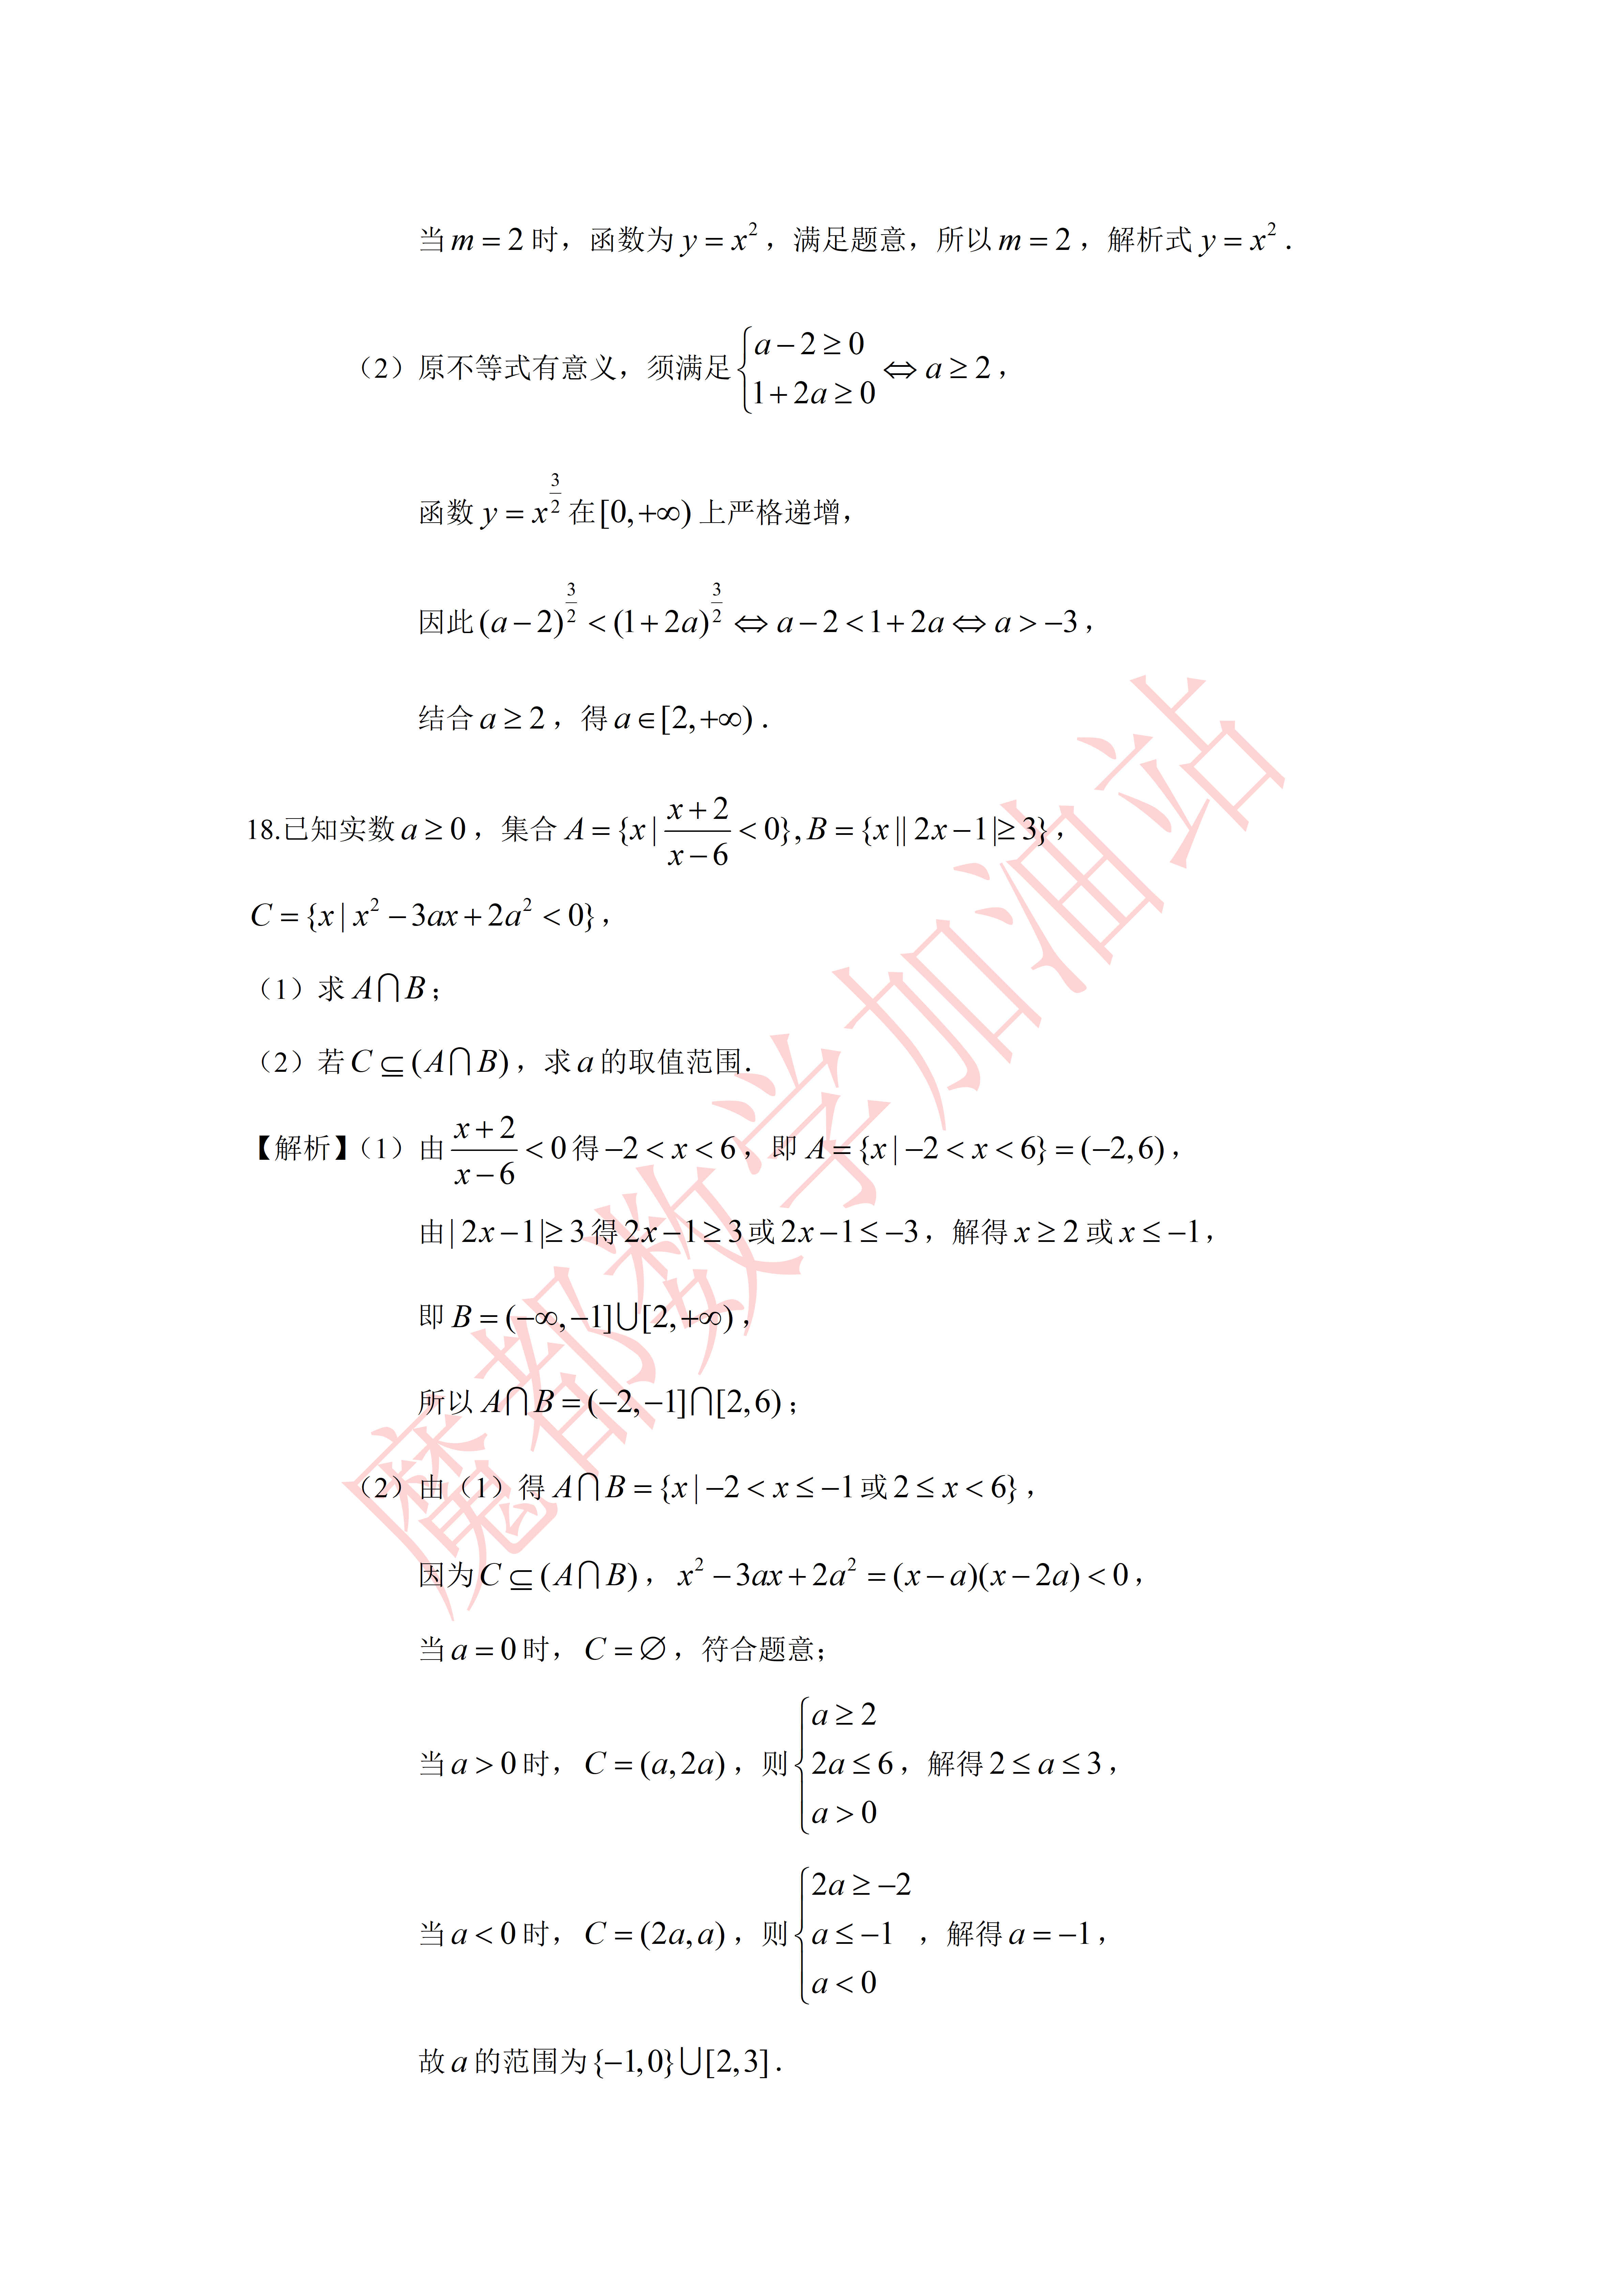 当 m = 2 时，函数为 y = x²，满足题意，所以 m = 2，解析式 y = x²．
（2）原不等式有意义，须满足 { a − 2 ≥ 0, 1 + 2a ≥ 0 ⇔ a ≥ 2，
函数 y = x^(3/2) 在 [0, +∞) 上严格递增，
因此 (a − 2)^(3/2) < (1 + 2a)^(3/2) ⇔ a − 2 < 1 + 2a ⇔ a > −3，
结合 a ≥ 2，得 a ∈ [2, +∞)．
18.已知实数 a ≥ 0，集合 A = {x | (x + 2)/(x − 6) < 0}, B = {x || 2x − 1 |≥ 3}，
C = {x | x² − 3ax + 2a² < 0}，
（1）求 A⋂B；
（2）若 C ⊆ (A⋂B)，求 a 的取值范围．
【解析】（1）由 (x + 2)/(x − 6) < 0 得 −2 < x < 6，即 A = {x | −2 < x < 6} = (−2, 6)，
由 | 2x − 1 |≥ 3 得 2x − 1 ≥ 3 或 2x − 1 ≤ −3，解得 x ≥ 2 或 x ≤ −1，
即 B = (−∞, −1]⋃[2, +∞)，
所以 A⋂B = (−2, −1]⋂[2, 6)；
（2）由（1）得 A⋂B = {x | −2 < x ≤ −1 或 2 ≤ x < 6}，
因为 C ⊆ (A⋂B)，x² − 3ax + 2a² = (x − a)(x − 2a) < 0，
当 a = 0 时，C = ∅，符合题意；
当 a > 0 时，C = (a, 2a)，则 { a ≥ 2, 2a ≤ 6, a > 0，解得 2 ≤ a ≤ 3，
当 a < 0 时，C = (2a, a)，则 { 2a ≥ −2, a ≤ −1, a < 0，解得 a = −1，
故 a 的范围为 {−1, 0}⋃[2, 3]．
魔都数学加油站